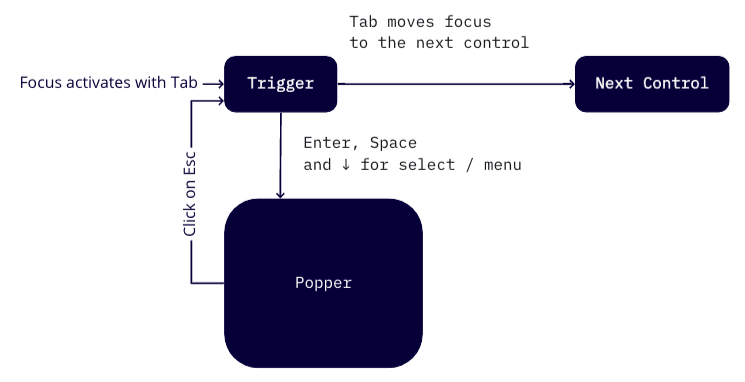 Tab moves focus
to the next control
Focus activates with Tab
Trigger
Next Control
Enter, Space
and ↓ for select / menu
Click on Esc
Popper